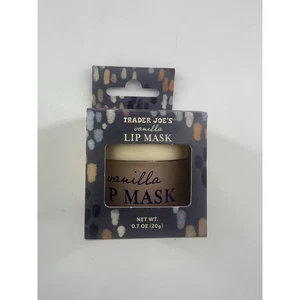 TRADER JOE'S
vanilla
LIP MASK
vanilla
P MASK
NET WT.
0.7 OZ (20g)